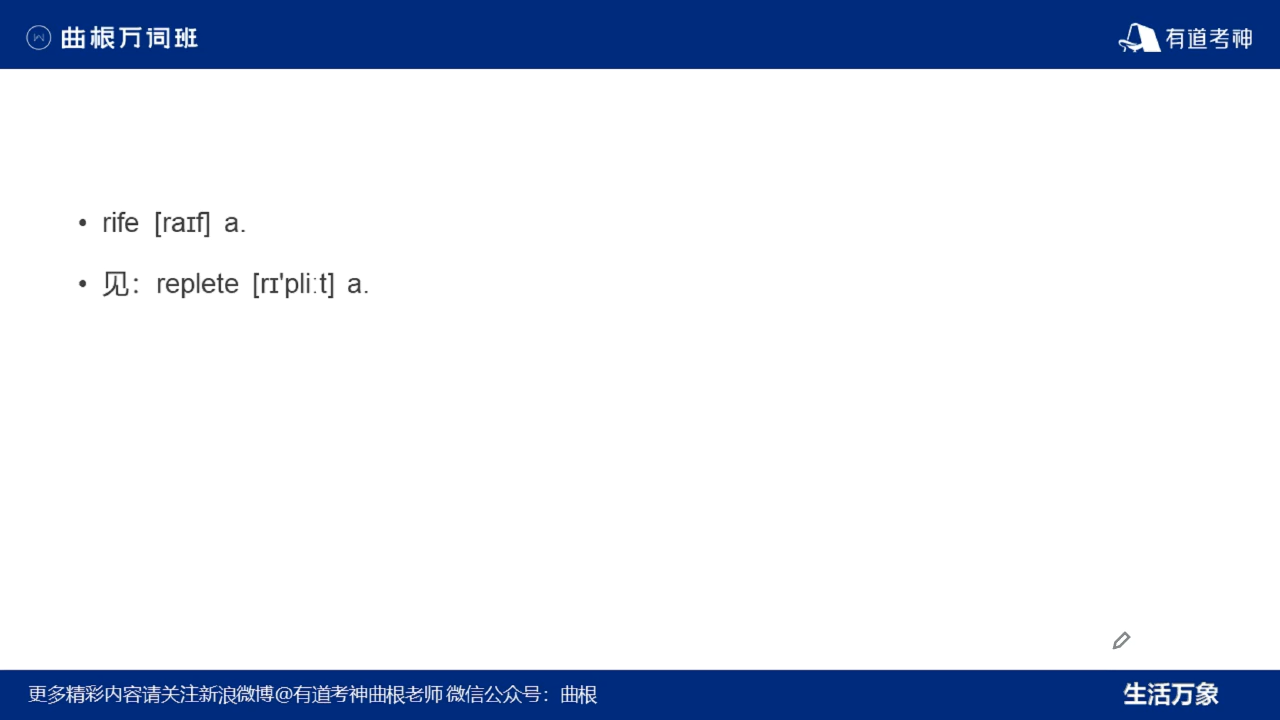 曲根万词班
有道考神
• rife [raɪf] a.
• 见：replete [rɪ'pliːt] a.
更多精彩内容请关注新浪微博@有道考神曲根老师 微信公众号：曲根
生活万象